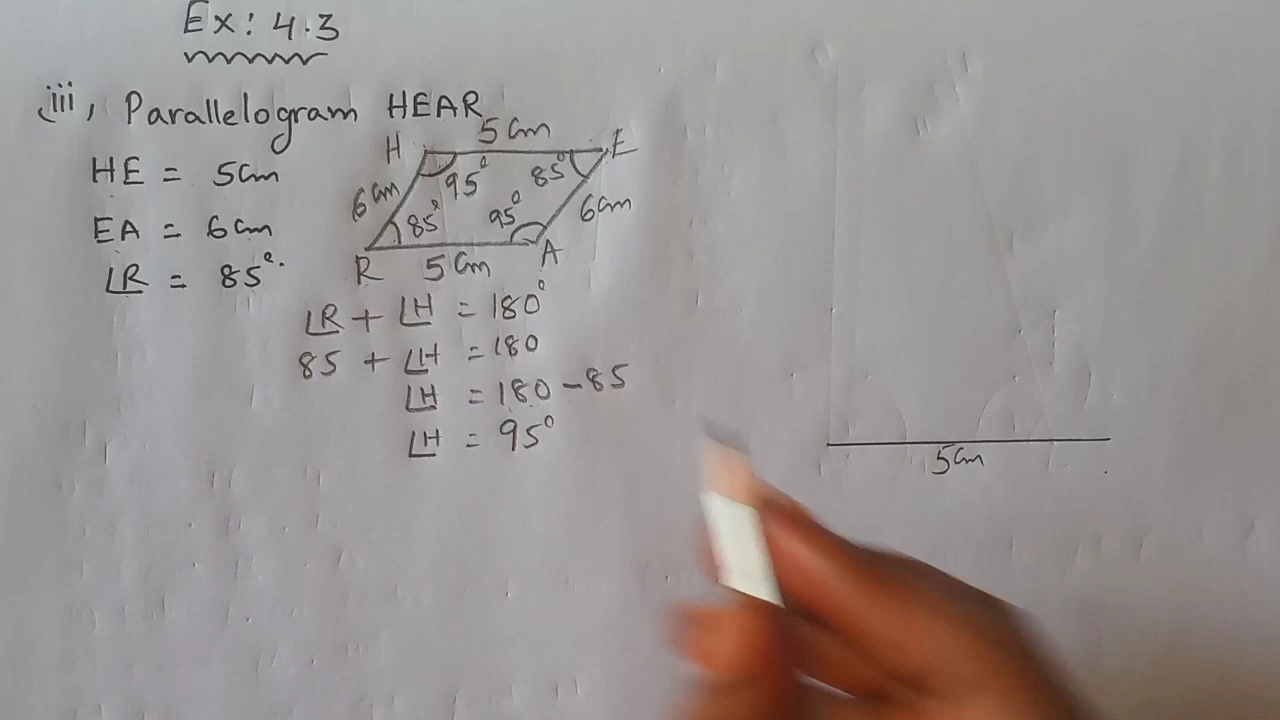 Ex: 4.3
iii, Parallelogram HEAR
HE = 5cm
EA = 6cm
∠R = 85°.
H 5cm E
6cm 95° 85°
85° 95° 6cm
R 5cm A
∠R + ∠H = 180°
85 + ∠H = 180
∠H = 180 - 85
∠H = 95°
5cm